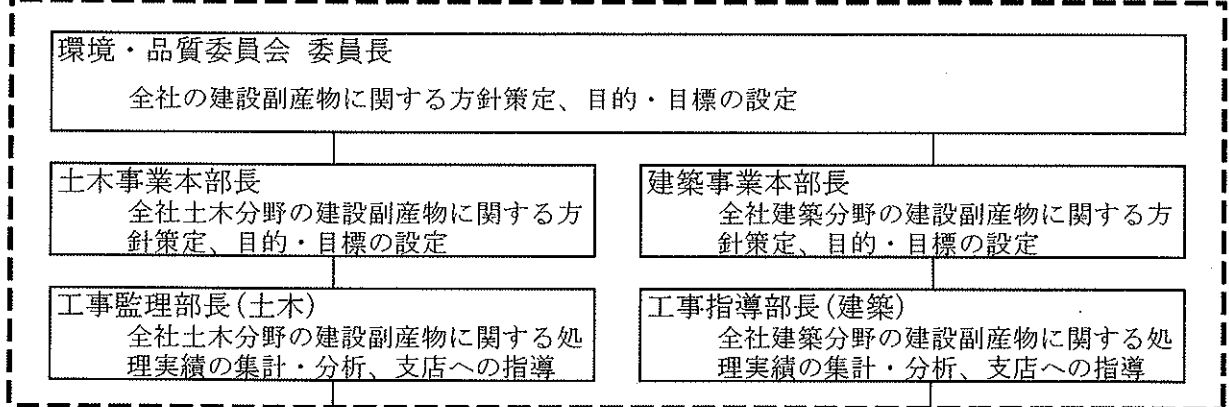 環境・品質委員会 委員長
全社の建設副産物に関する方針策定、目的・目標の設定
土木事業本部長
全社土木分野の建設副産物に関する方
針策定、目的・目標の設定
建築事業本部長
全社建築分野の建設副産物に関する方
針策定、目的・目標の設定
工事監理部長(土木)
全社土木分野の建設副産物に関する処
理実績の集計・分析、支店への指導
工事指導部長(建築)
全社建築分野の建設副産物に関する処
理実績の集計・分析、支店への指導